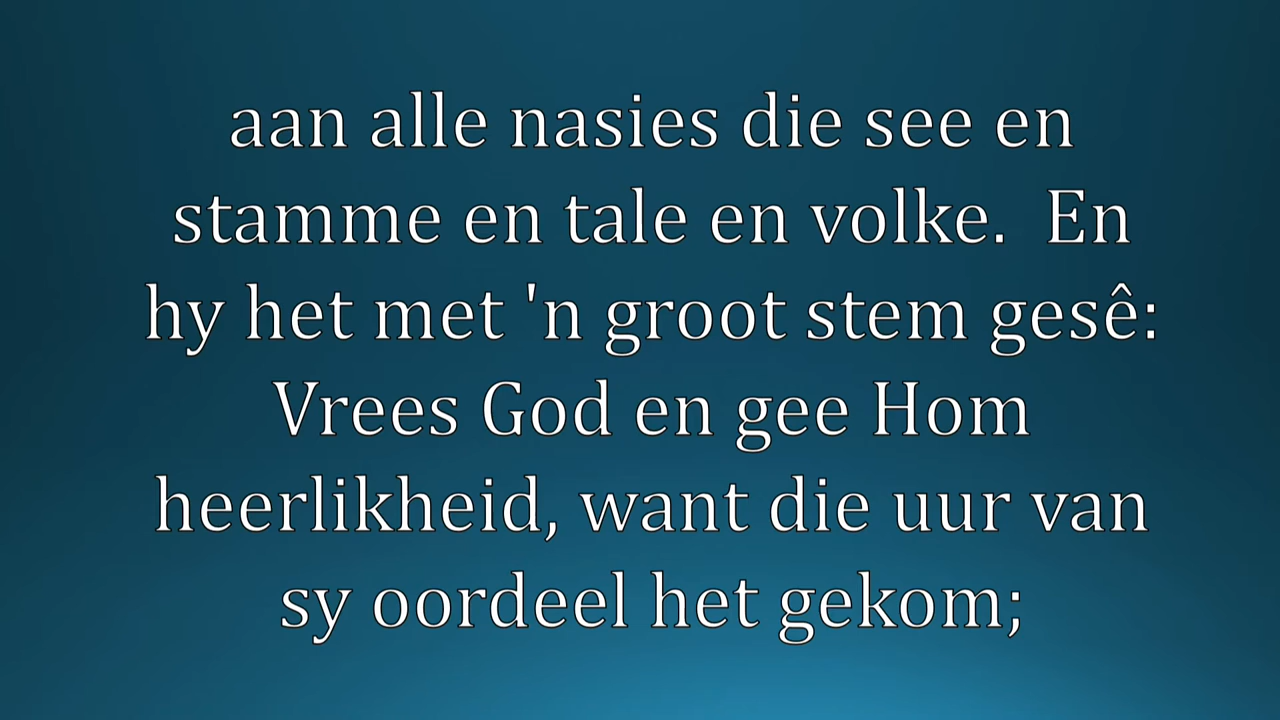 aan alle nasies die see en
stamme en tale en volke.  En
hy het met 'n groot stem gesê:
Vrees God en gee Hom
heerlikheid, want die uur van
sy oordeel het gekom;